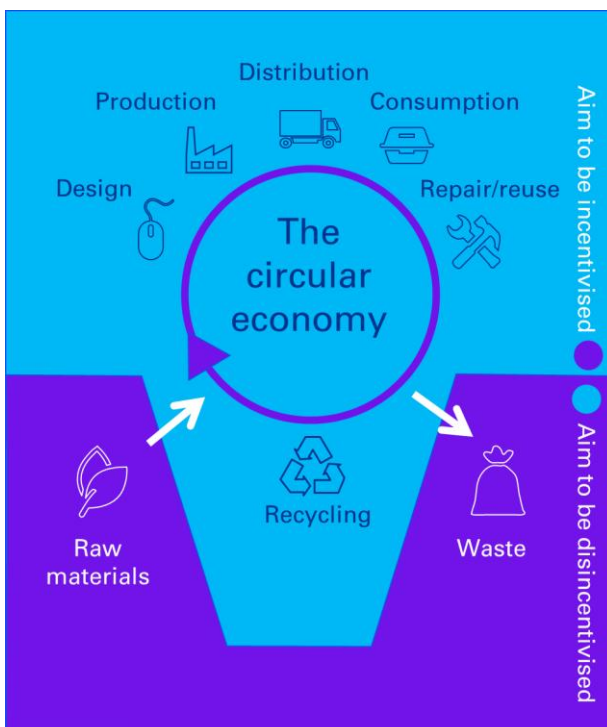 Distribution
Production
Consumption
Design
Repair/reuse
The
circular
economy
Recycling
Raw
materials
Waste
Aim to be incentivised
Aim to be disincentivised